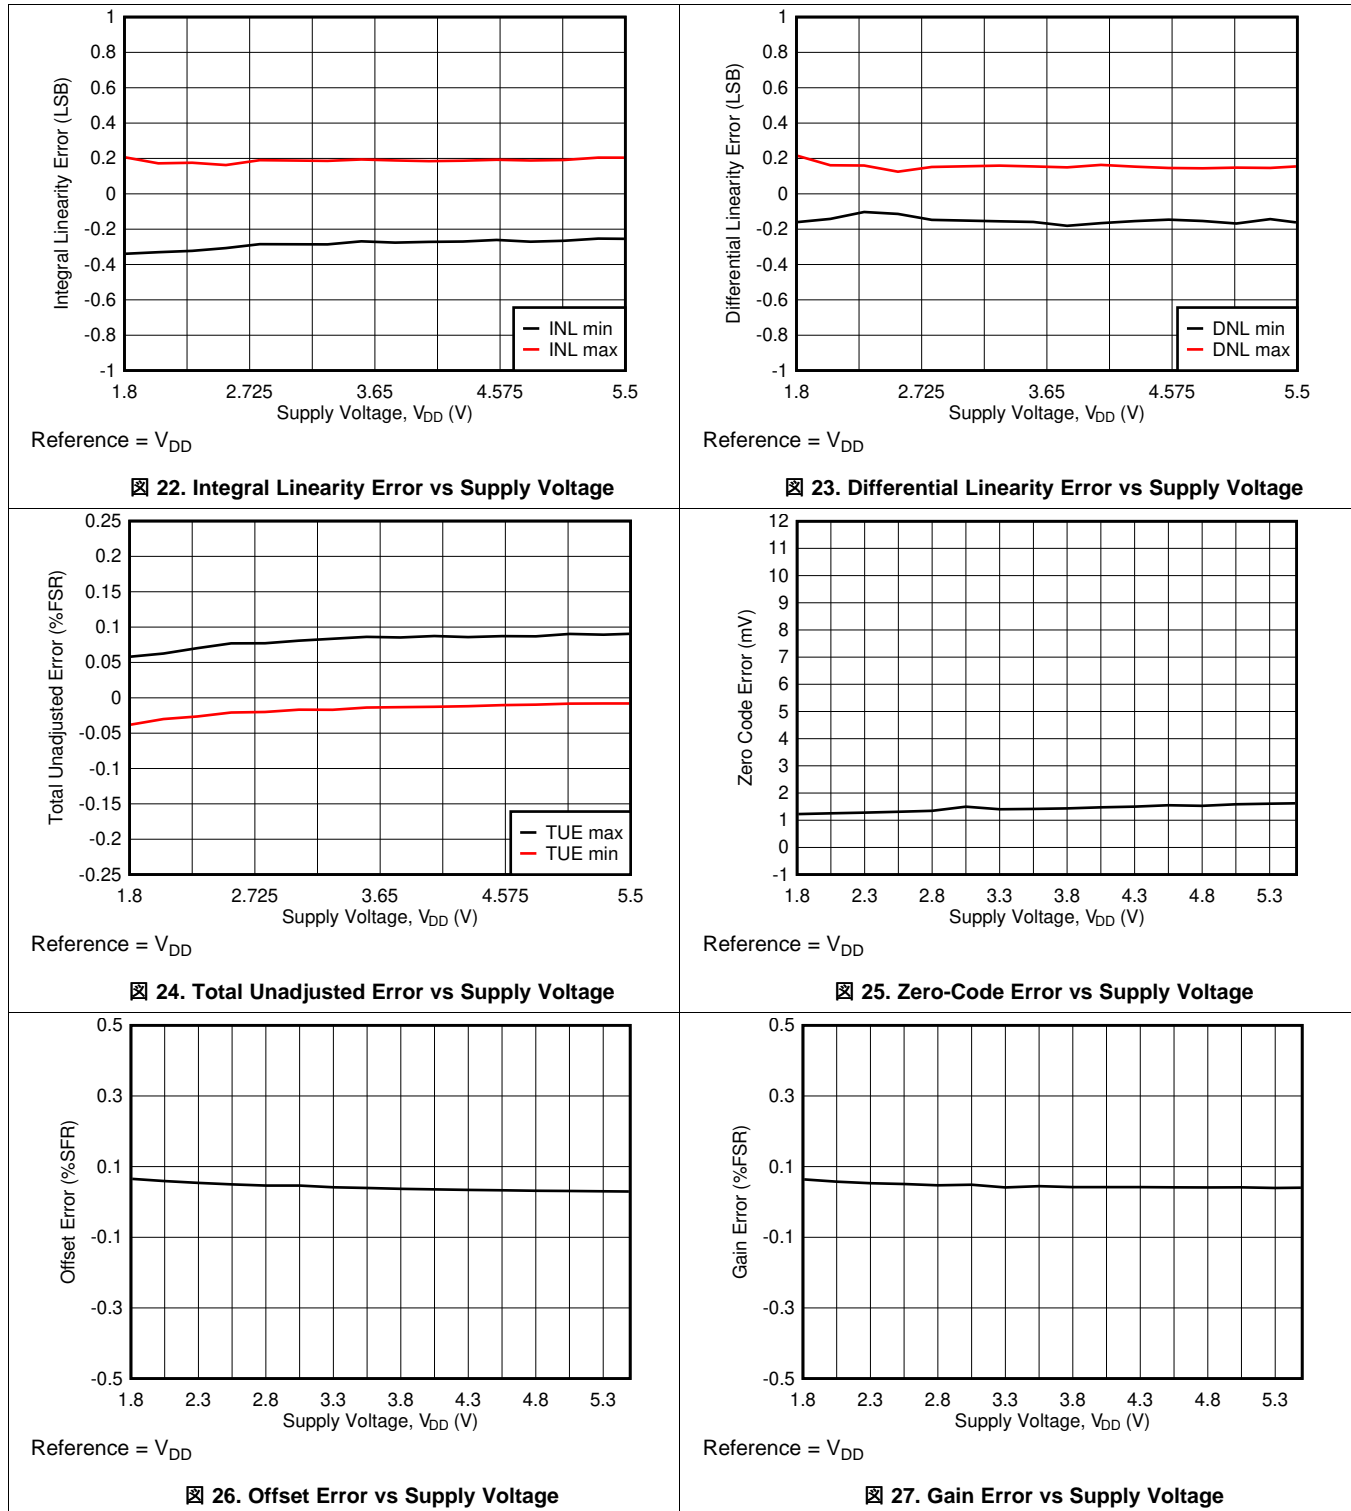 1
0.8
0.6
0.4
0.2
0
-0.2
-0.4
-0.6
-0.8
-1
Integral Linearity Error (LSB)
INL min
INL max
1.8 2.725 3.65 4.575 5.5
Supply Voltage, VDD (V)
Reference = VDD
図 22. Integral Linearity Error vs Supply Voltage
1
0.8
0.6
0.4
0.2
0
-0.2
-0.4
-0.6
-0.8
-1
Differential Linearity Error (LSB)
DNL min
DNL max
1.8 2.725 3.65 4.575 5.5
Supply Voltage, VDD (V)
Reference = VDD
図 23. Differential Linearity Error vs Supply Voltage
0.25
0.2
0.15
0.1
0.05
0
-0.05
-0.1
-0.15
-0.2
-0.25
Total Unadjusted Error (%FSR)
TUE max
TUE min
1.8 2.725 3.65 4.575 5.5
Supply Voltage, VDD (V)
Reference = VDD
図 24. Total Unadjusted Error vs Supply Voltage
12
11
10
9
8
7
6
5
4
3
2
1
0
-1
Zero Code Error (mV)
1.8 2.3 2.8 3.3 3.8 4.3 4.8 5.3
Supply Voltage, VDD (V)
Reference = VDD
図 25. Zero-Code Error vs Supply Voltage
0.5
0.3
0.1
-0.1
-0.3
-0.5
Offset Error (%SFR)
1.8 2.3 2.8 3.3 3.8 4.3 4.8 5.3
Supply Voltage, VDD (V)
Reference = VDD
図 26. Offset Error vs Supply Voltage
0.5
0.3
0.1
-0.1
-0.3
-0.5
Gain Error (%FSR)
1.8 2.3 2.8 3.3 3.8 4.3 4.8 5.3
Supply Voltage, VDD (V)
Reference = VDD
図 27. Gain Error vs Supply Voltage